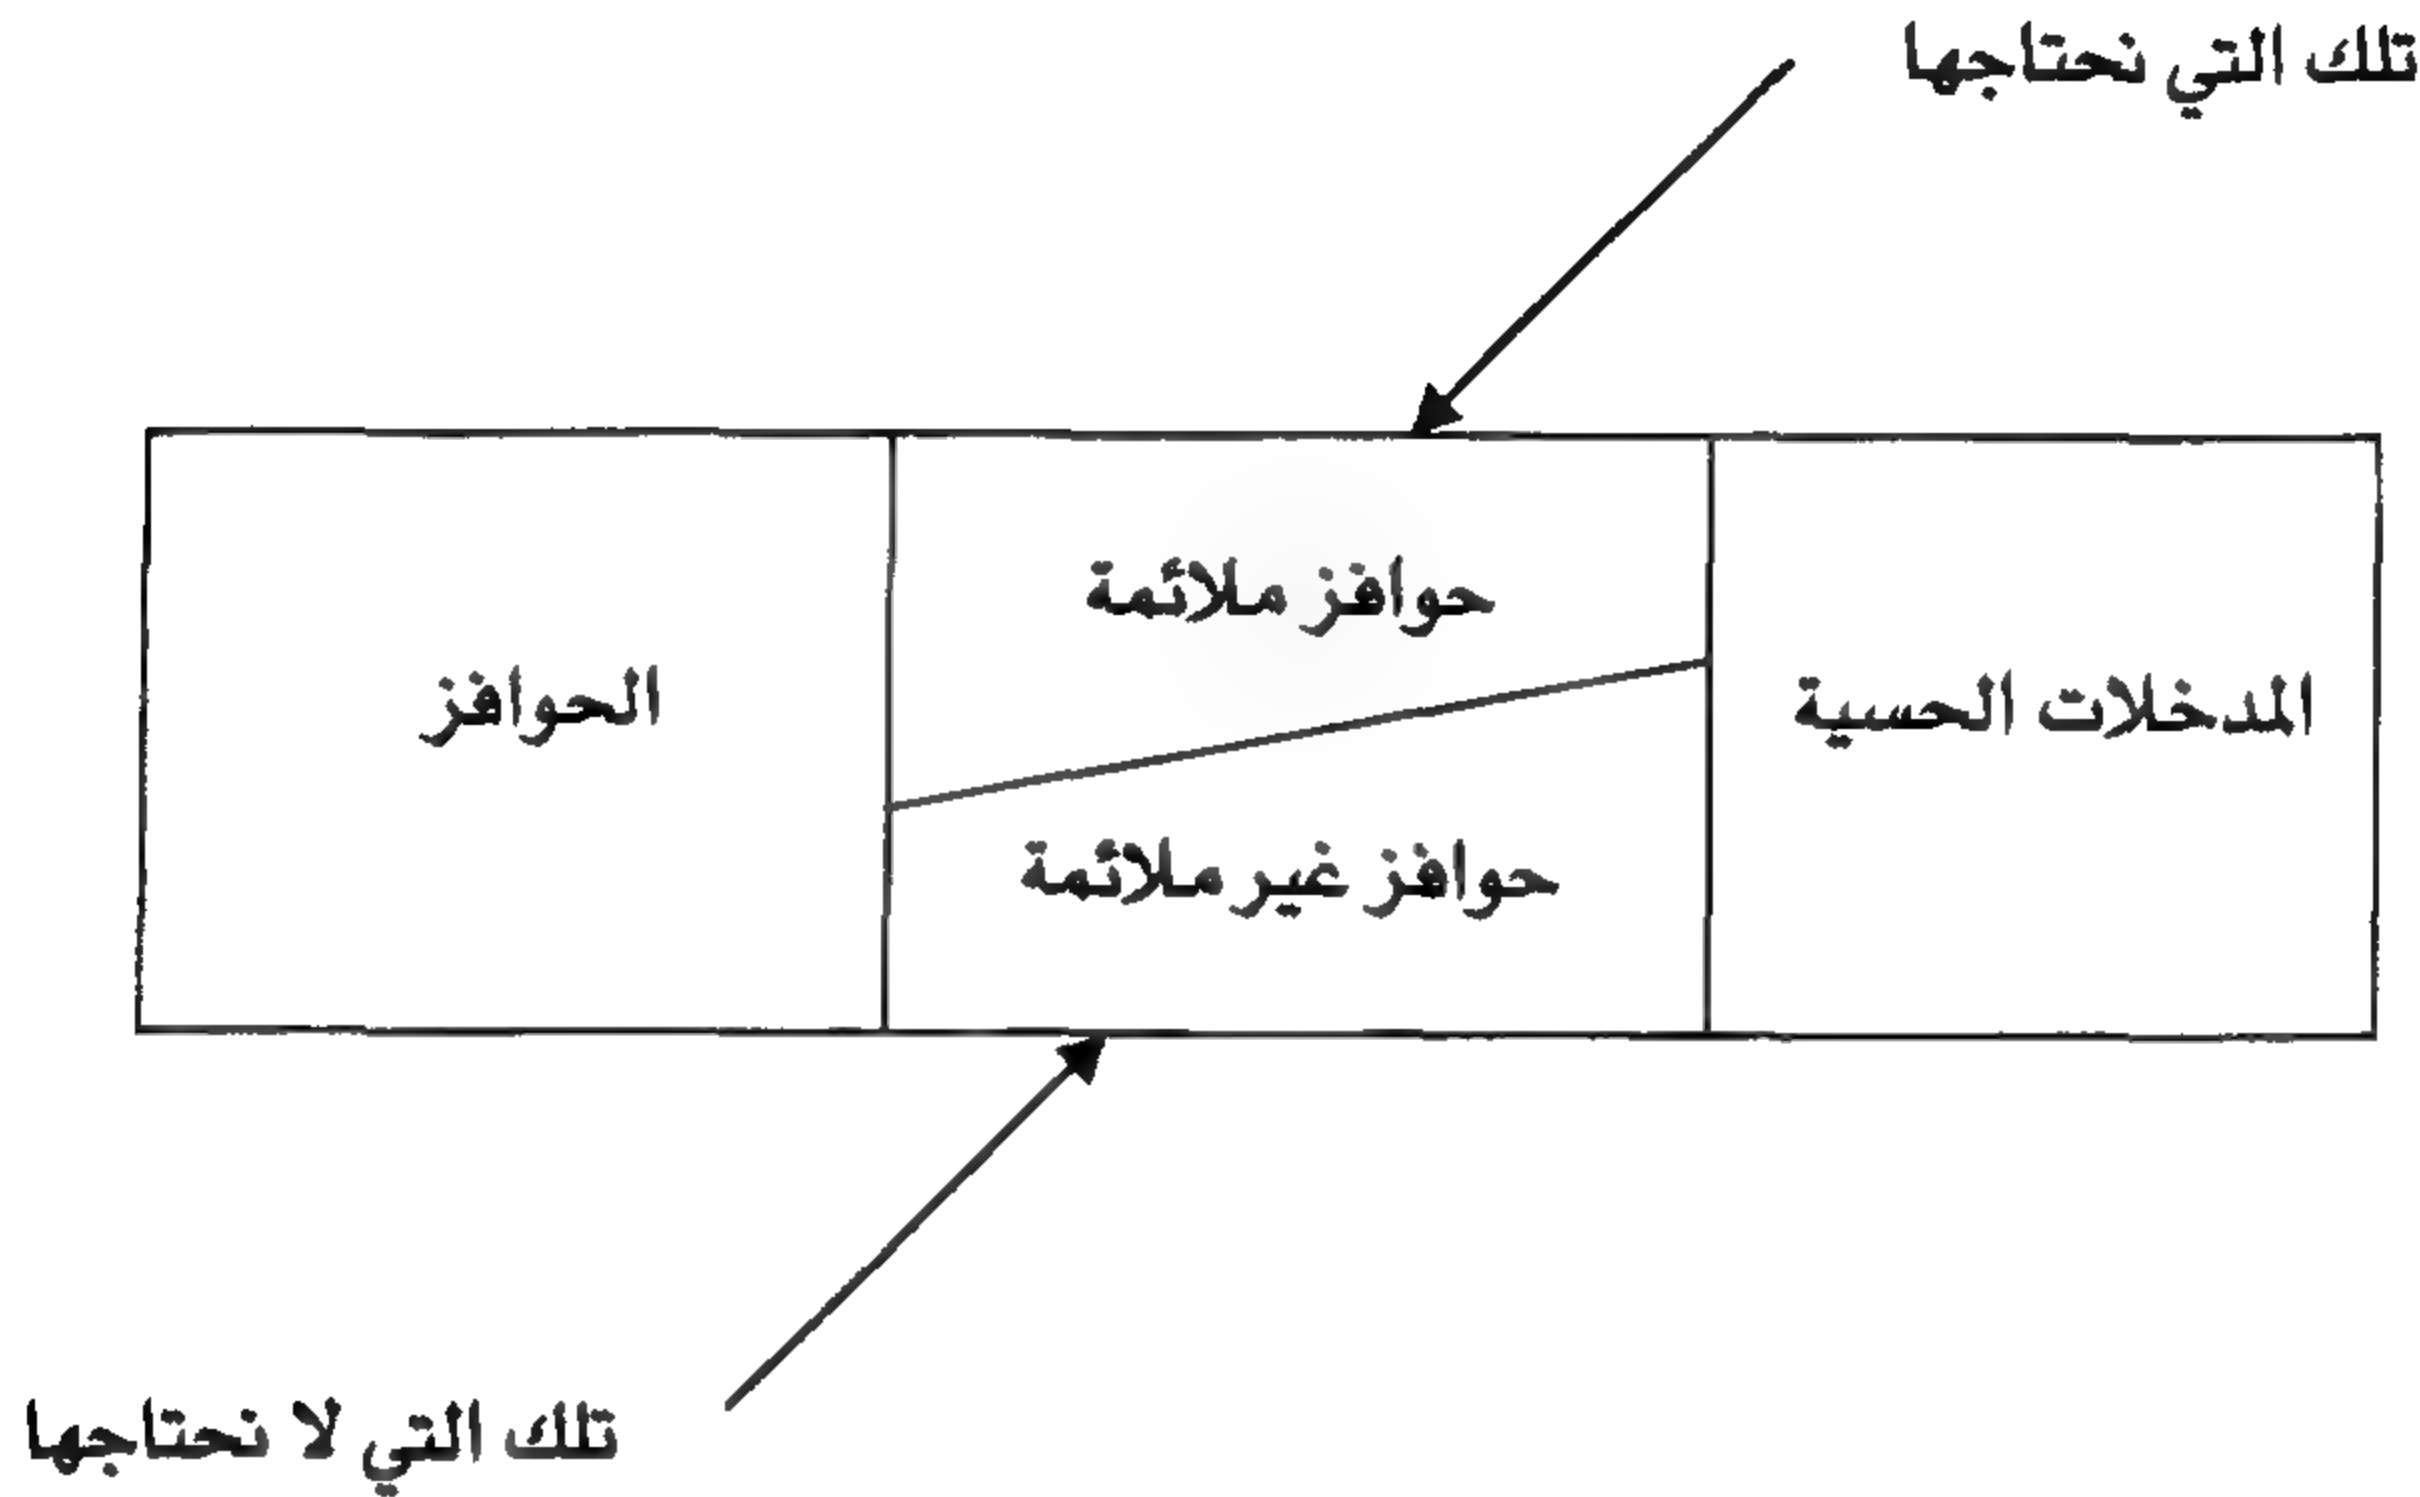 تلك التي نحتاجها
حوافز ملائمة
المدخلات الحسية
الحوافز
حوافز غير ملائمة
تلك التي لا نحتاجها